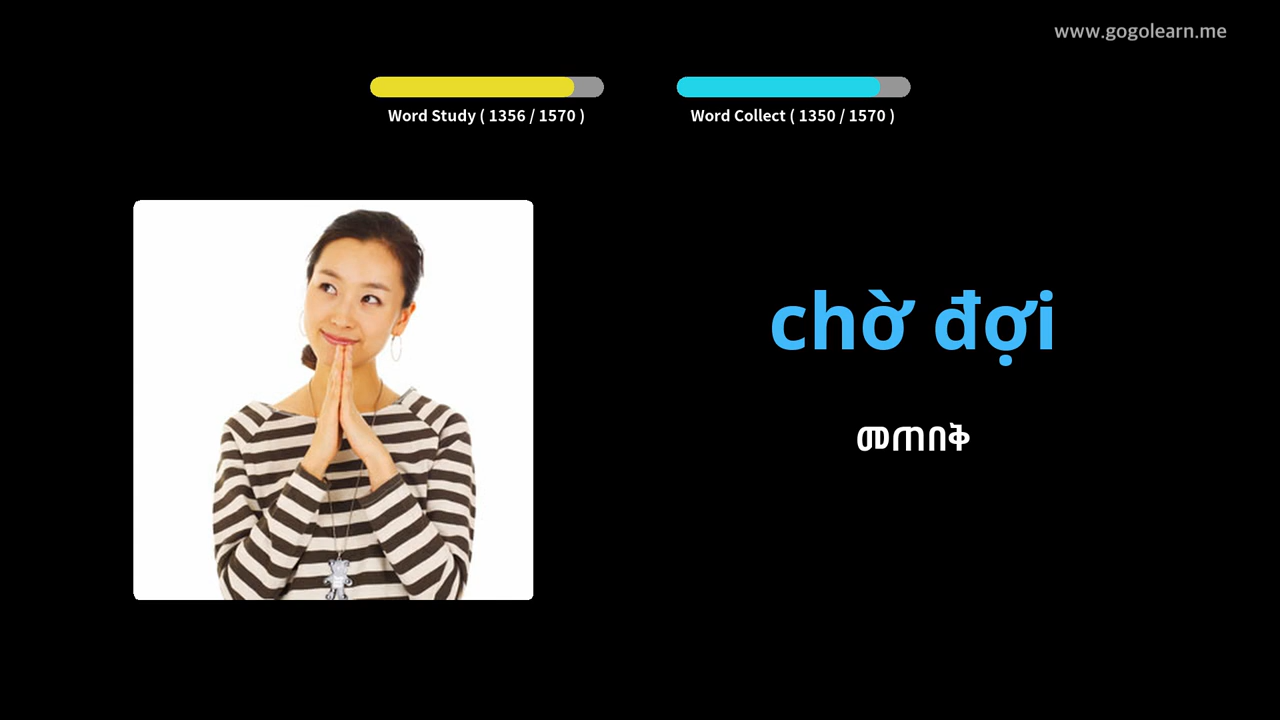 www.gogolearn.me
Word Study ( 1356 / 1570 )
Word Collect ( 1350 / 1570 )
chờ đợi
መጠበቅ